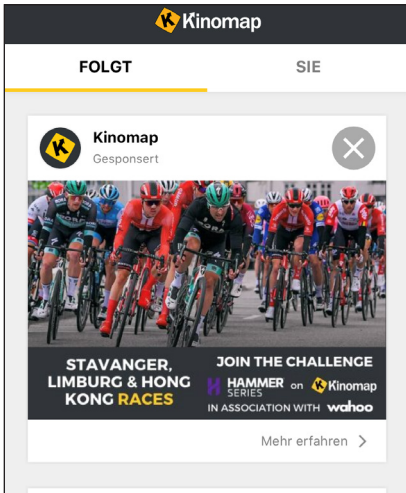 Kinomap
FOLGT SIE
Kinomap
Gesponsert
STAVANGER,
LIMBURG & HONG
KONG RACES
JOIN THE CHALLENGE
HAMMER
SERIES
on Kinomap
IN ASSOCIATION WITH wahoo
Mehr erfahren